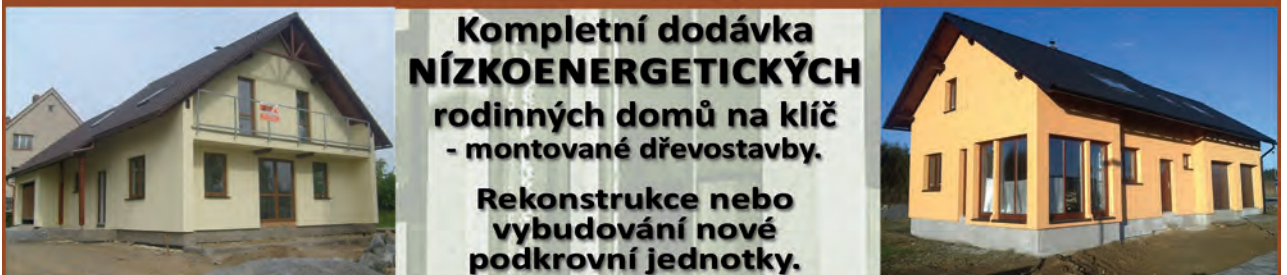 Kompletní dodávka
NÍZKOENERGETICKÝCH
rodinných domů na klíč
- montované dřevostavby.
Rekonstrukce nebo
vybudování nové
podkrovní jednotky.